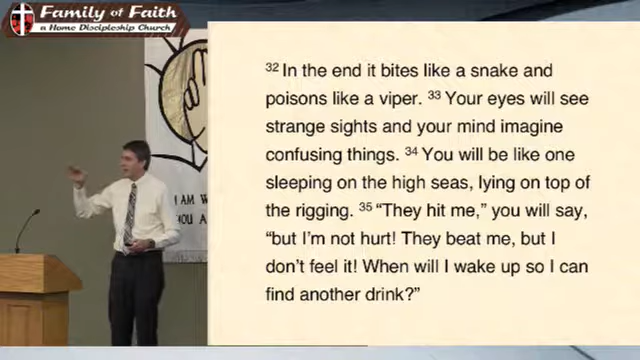 Family of Faith
a Home Discipleship Church
I AM W
YOU A
32 In the end it bites like a snake and
poisons like a viper. 33 Your eyes will see
strange sights and your mind imagine
confusing things. 34 You will be like one
sleeping on the high seas, lying on top of
the rigging. 35 “They hit me,” you will say,
“but I’m not hurt! They beat me, but I
don’t feel it! When will I wake up so I can
find another drink?”